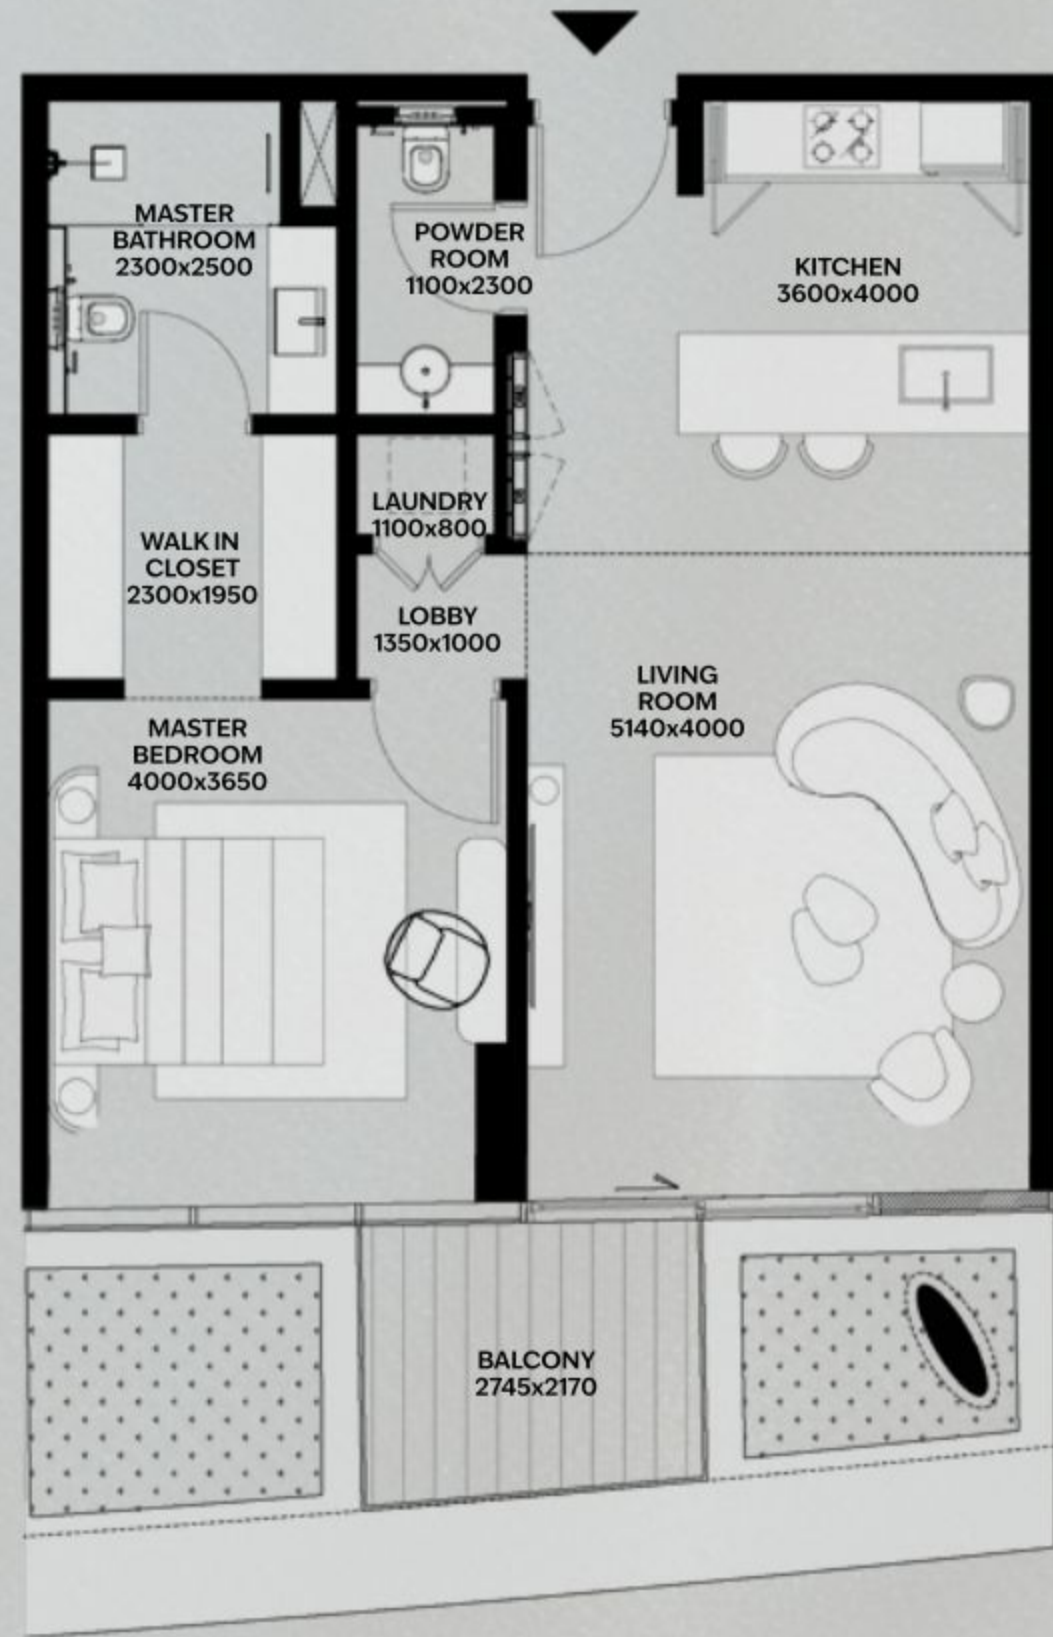 MASTER
BATHROOM
2300x2500
POWDER
ROOM
1100x2300
KITCHEN
3600x4000
LAUNDRY
1100x800
WALK IN
CLOSET
2300x1950
LOBBY
1350x1000
LIVING
ROOM
5140x4000
MASTER
BEDROOM
4000x3650
BALCONY
2745x2170